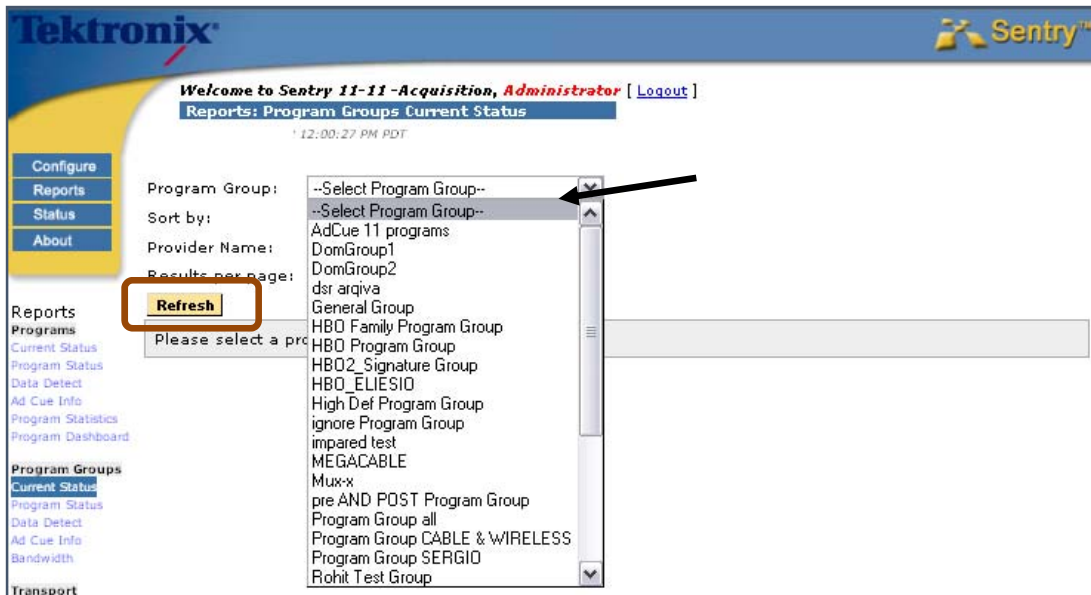 Tektronix
Sentry™
Welcome to Sentry 11-11 -Acquisition, Administrator [ Logout ]
Reports: Program Groups Current Status
12:00:27 PM PDT
Configure
Reports
Status
About
Program Group:
--Select Program Group--
Sort by:
Provider Name:
Results per page:
Refresh
Please select a pro
--Select Program Group--
AdCue 11 programs
DomGroup1
DomGroup2
dsr arqiva
General Group
HBO Family Program Group
HBO Program Group
HBO2_Signature Group
HBO_ELIESIO
High Def Program Group
ignore Program Group
impared test
MEGACABLE
Mux-x
pre AND POST Program Group
Program Group all
Program Group CABLE & WIRELESS
Program Group SERGIO
Rohit Test Group
Reports
Programs
Current Status
Program Status
Data Detect
Ad Cue Info
Program Statistics
Program Dashboard
Program Groups
Current Status
Program Status
Data Detect
Ad Cue Info
Bandwidth
Transport